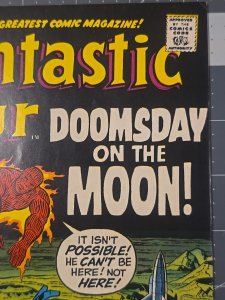 GREATEST COMIC MAGAZINE!
ntastic
ur
APPROVED
BY THE
COMICS
CODE
AUTHORITY
DOOMSDAY
ON THE
MOON!
IT ISN'T
POSSIBLE!
HE CAN'T BE
HERE! NOT
HERE!